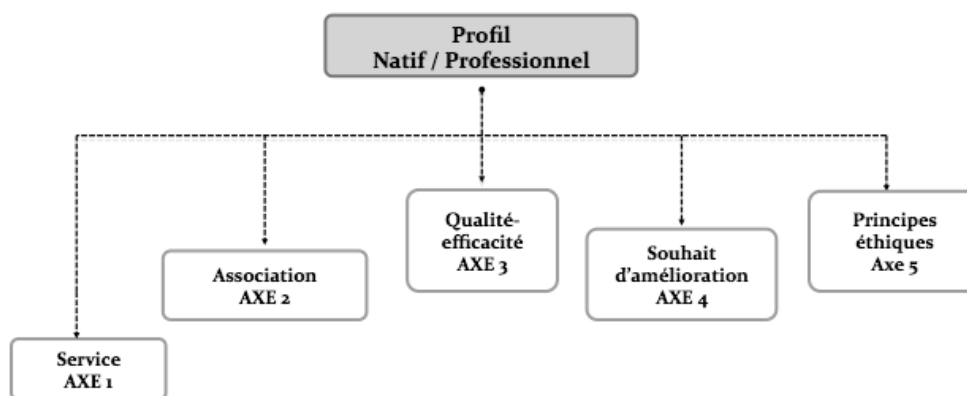 Profil
Natif / Professionnel
Service
AXE 1
Association
AXE 2
Qualité-
efficacité
AXE 3
Souhait
d'amélioration
AXE 4
Principes
éthiques
Axe 5